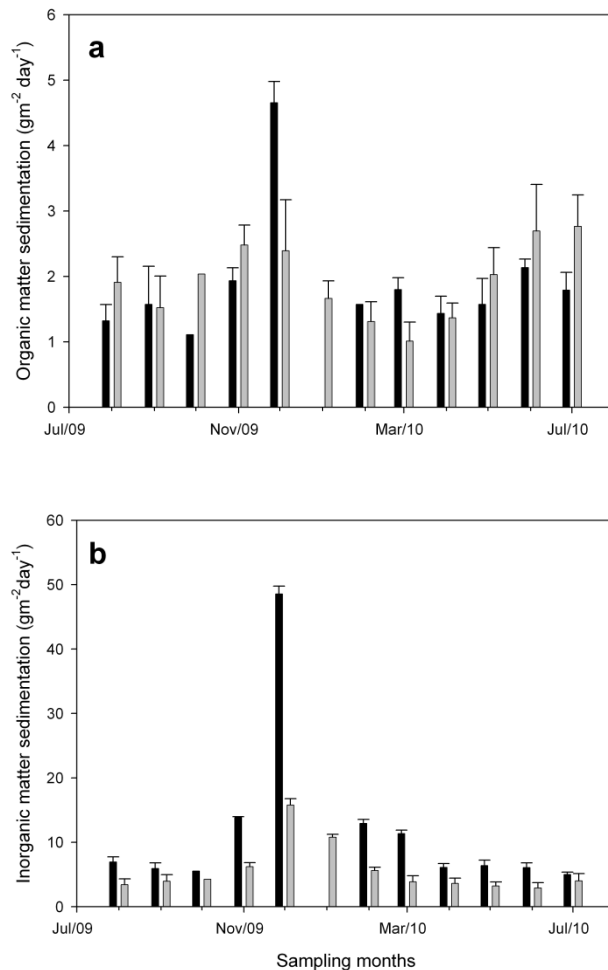 a
Organic matter sedimentation (gm⁻² day⁻¹)
6
5
4
3
2
1
0
Jul/09 Nov/09 Mar/10 Jul/10
b
Inorganic matter sedimentation (gm⁻²day⁻¹)
60
50
40
30
20
10
0
Jul/09 Nov/09 Mar/10 Jul/10
Sampling months